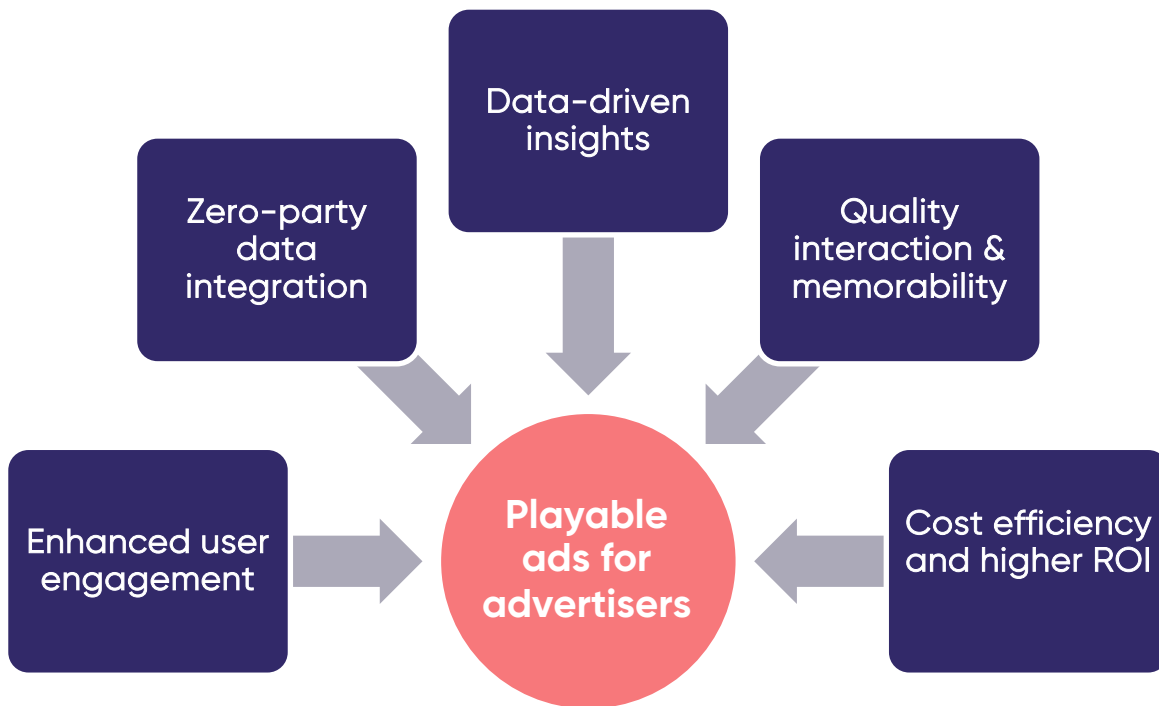 Data-driven
insights
Zero-party
data
integration
Quality
interaction &
memorability
Enhanced user
engagement
Playable
ads for
advertisers
Cost efficiency
and higher ROI